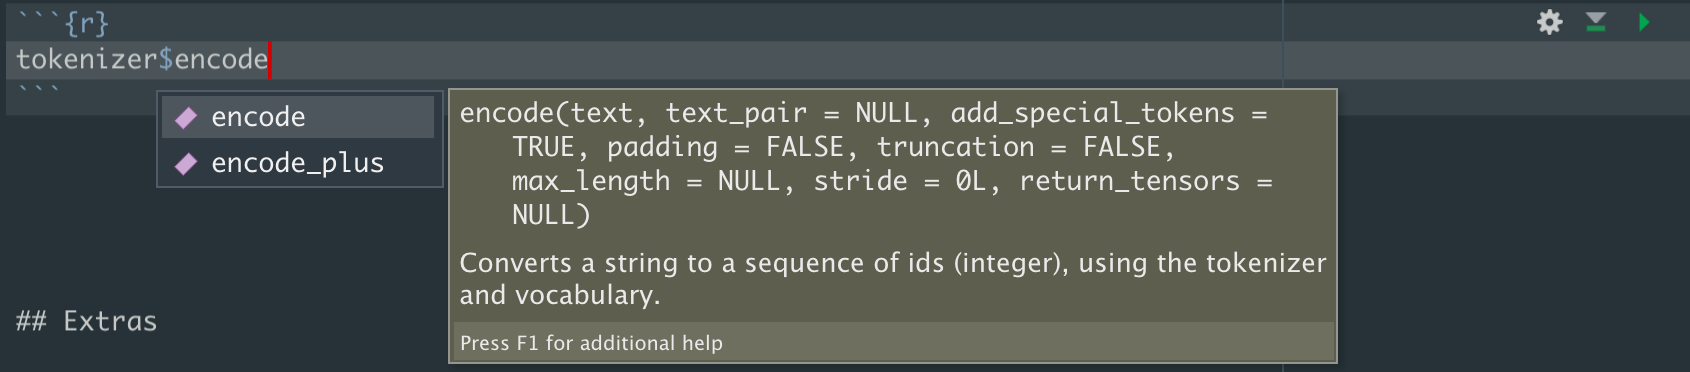 ```{r}
tokenizer$encode
```
encode
encode_plus
encode(text, text_pair = NULL, add_special_tokens =
TRUE, padding = FALSE, truncation = FALSE,
max_length = NULL, stride = 0L, return_tensors =
NULL)
Converts a string to a sequence of ids (integer), using the tokenizer
and vocabulary.
Press F1 for additional help
## Extras